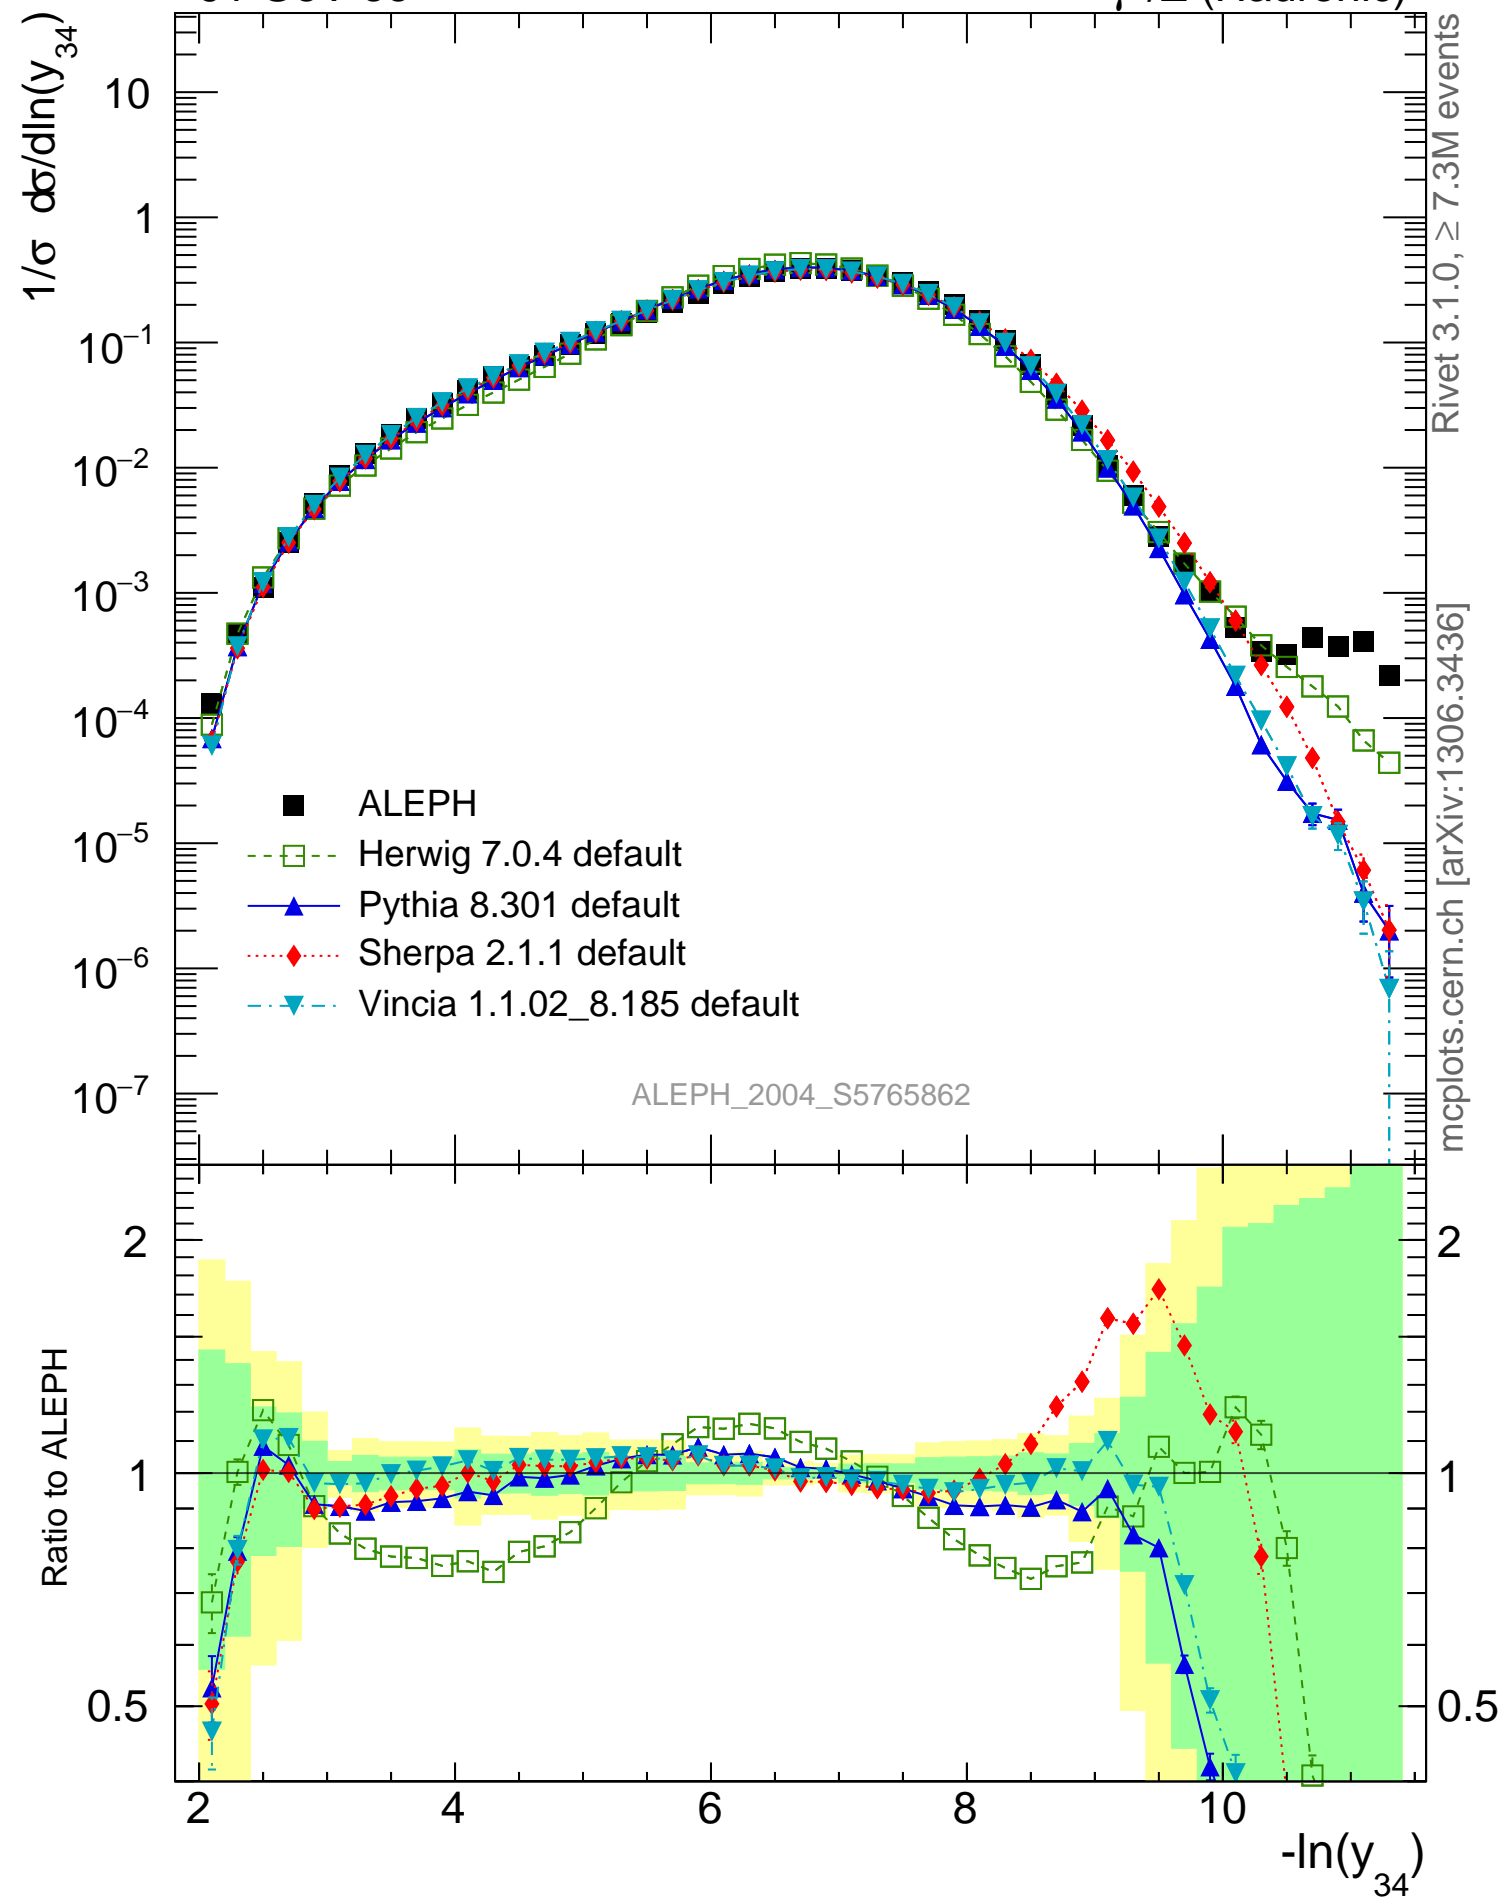 1/σ dσ/dln(y34)
10
1
10−1
10−2
10−3
10−4
10−5
10−6
10−7
ALEPH
Herwig 7.0.4 default
Pythia 8.301 default
Sherpa 2.1.1 default
Vincia 1.1.02_8.185 default
ALEPH_2004_S5765862
Rivet 3.1.0, ≥ 7.3M events
mcplots.cern.ch [arXiv:1306.3436]
Ratio to ALEPH
2
1
0.5
2
1
0.5
2 4 6 8 10
-ln(y34)